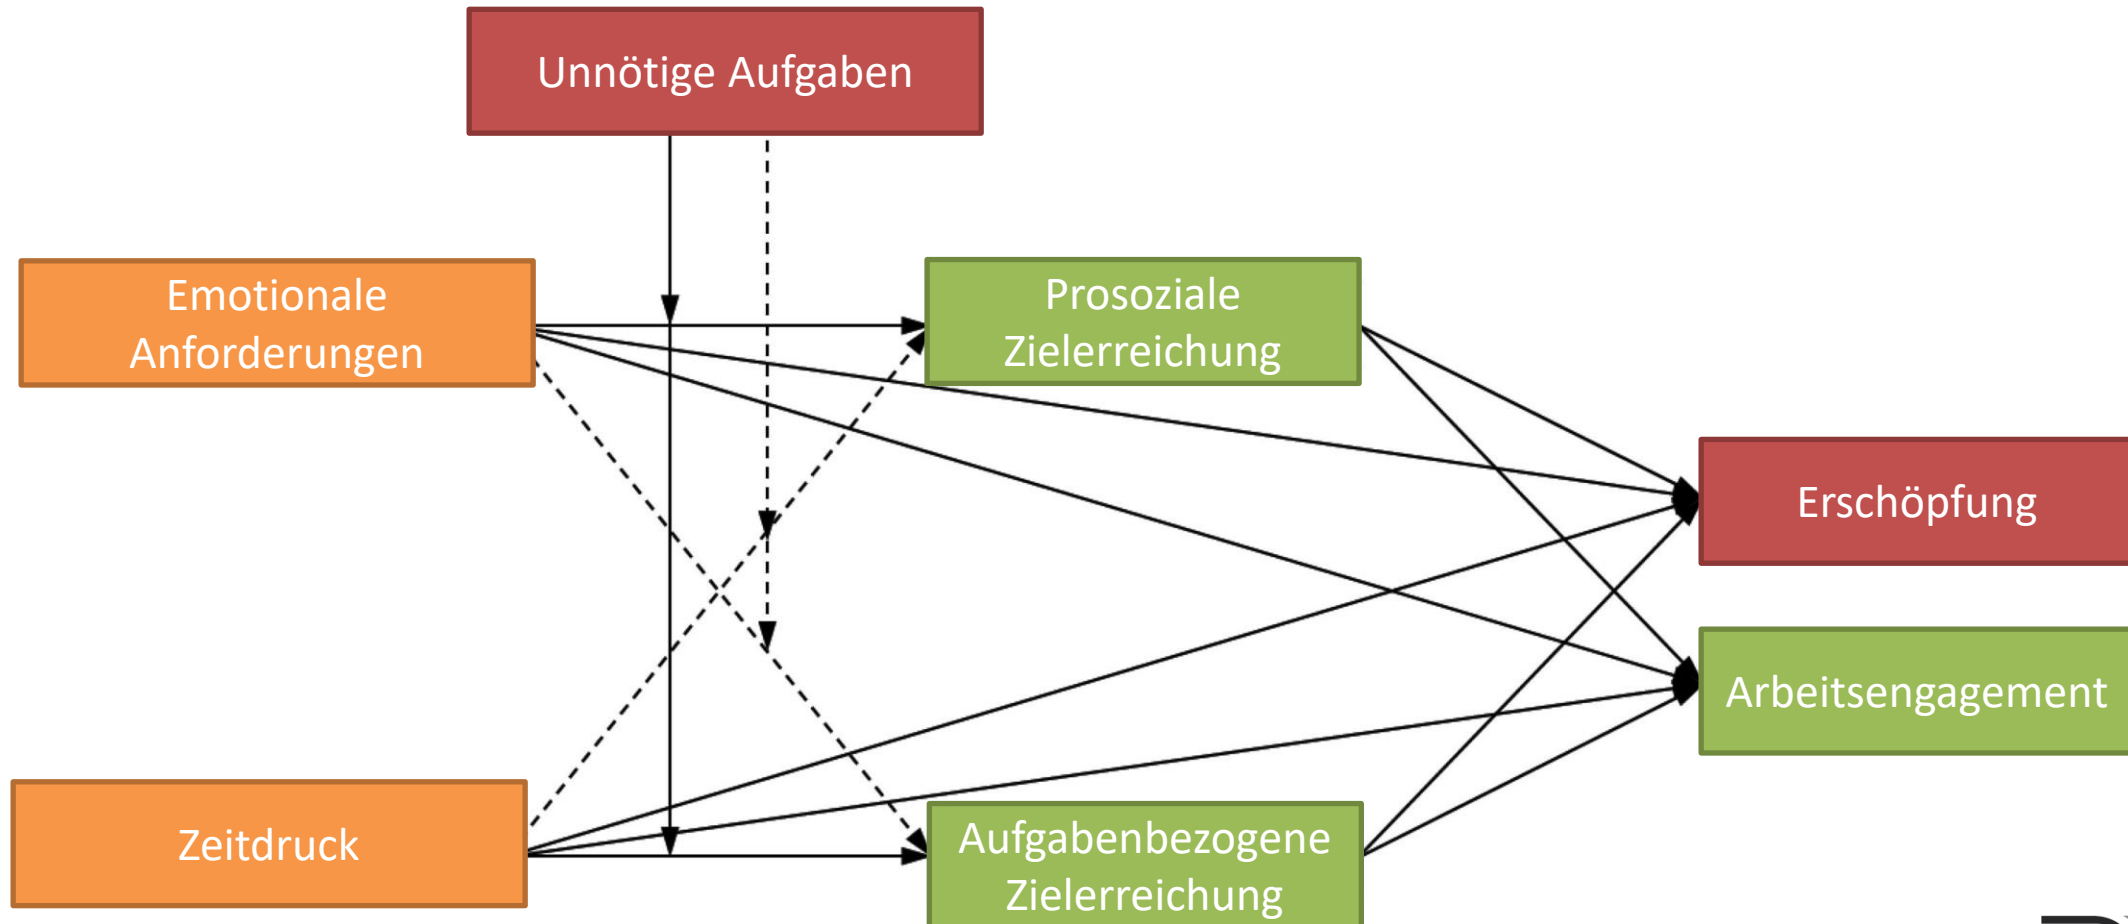 Unnötige Aufgaben
Emotionale
Anforderungen
Prosoziale
Zielerreichung
Erschöpfung
Arbeitsengagement
Zeitdruck
Aufgabenbezogene
Zielerreichung